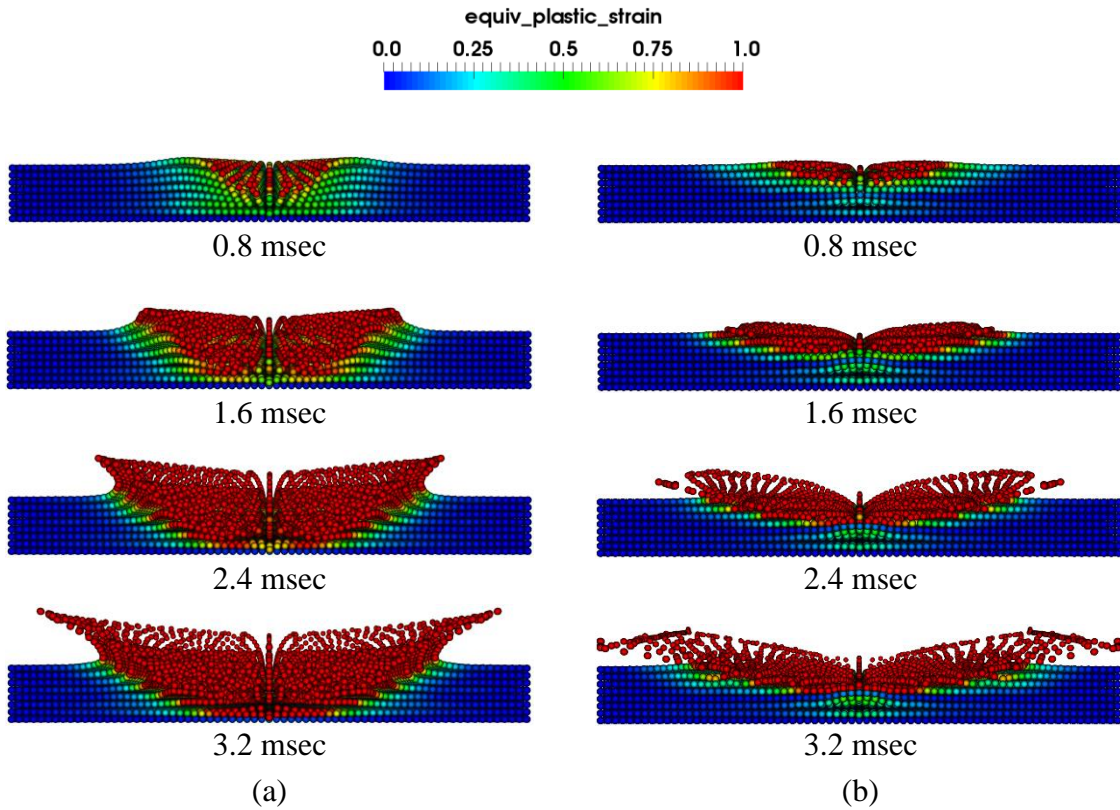 equiv_plastic_strain
0.0 0.25 0.5 0.75 1.0
0.8 msec 0.8 msec
1.6 msec 1.6 msec
2.4 msec 2.4 msec
3.2 msec 3.2 msec
(a) (b)